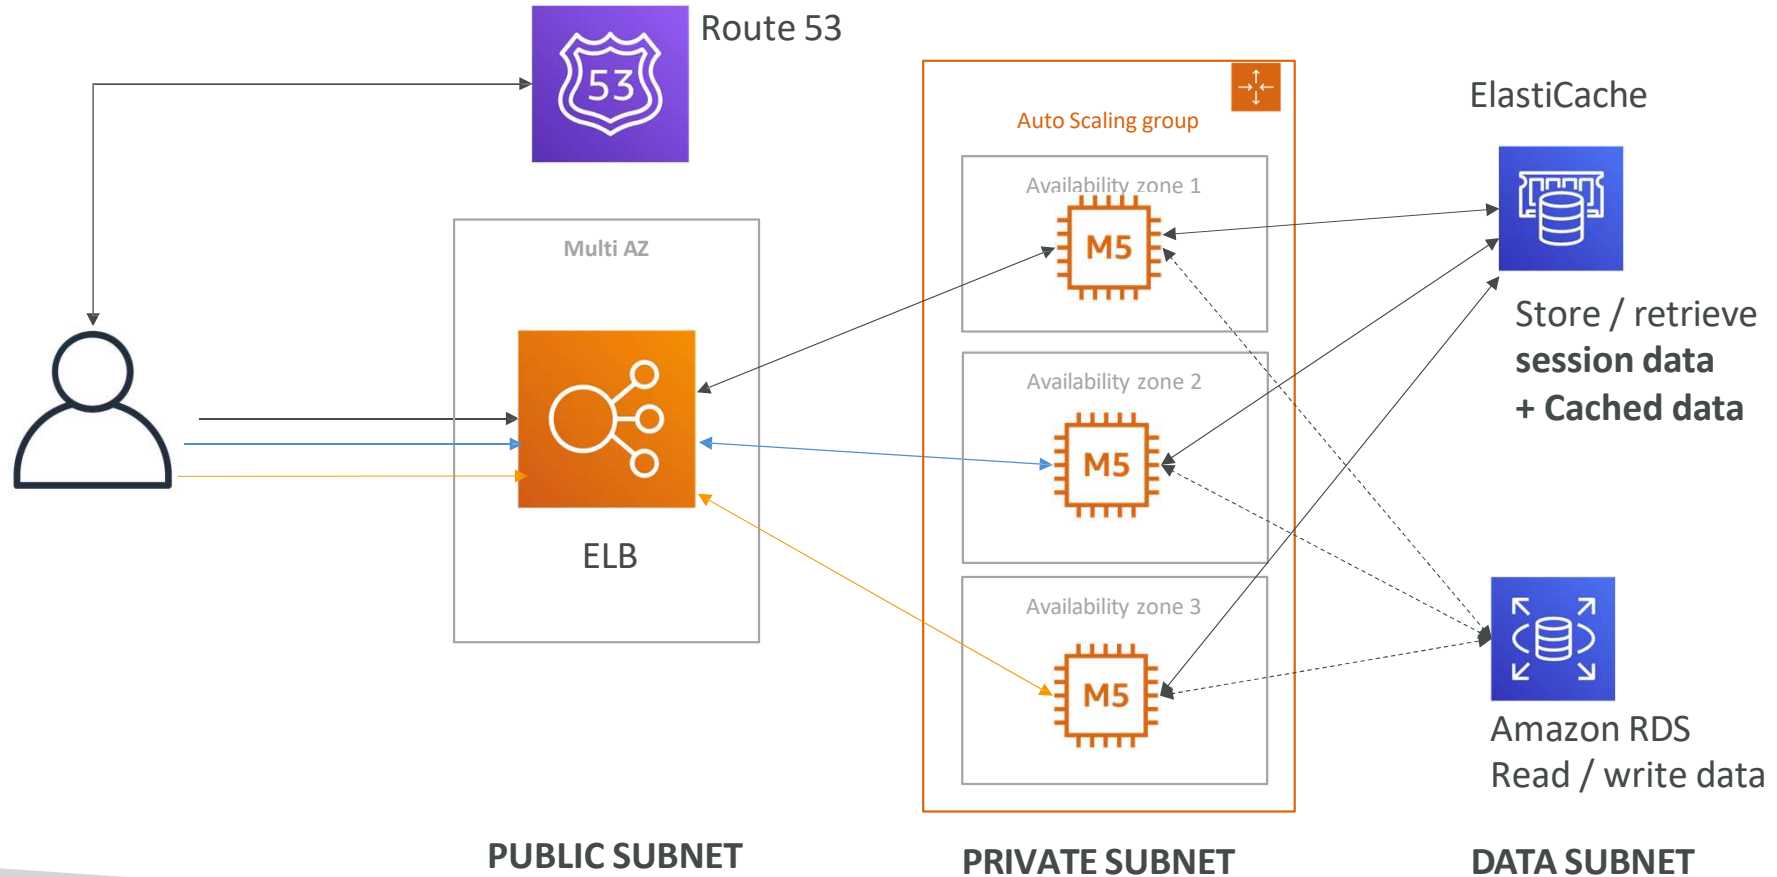 Route 53
53
Multi AZ
ELB
Auto Scaling group
Availability zone 1
M5
Availability zone 2
M5
Availability zone 3
M5
ElastiCache
Store / retrieve
session data
+ Cached data
Amazon RDS
Read / write data
PUBLIC SUBNET
PRIVATE SUBNET
DATA SUBNET